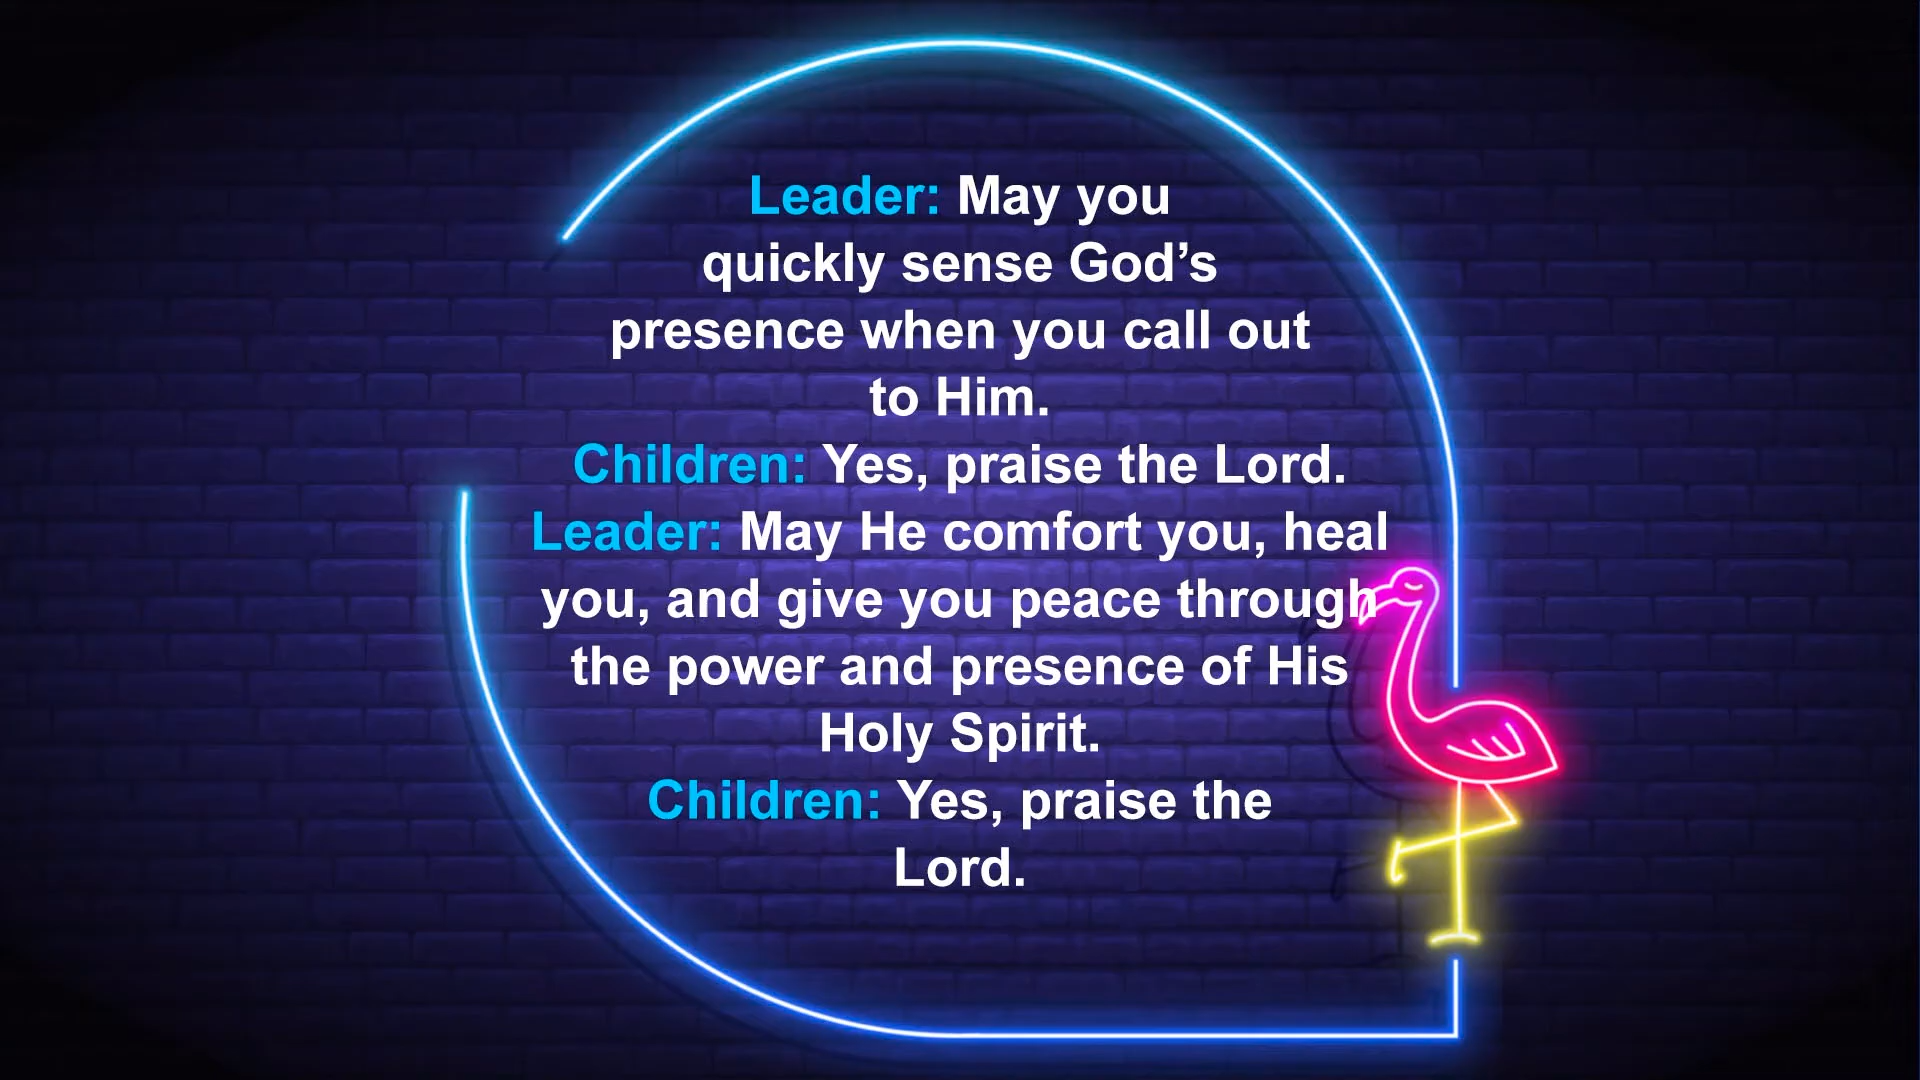 Leader: May you
quickly sense God’s
presence when you call out
to Him.
Children: Yes, praise the Lord.
Leader: May He comfort you, heal
you, and give you peace through
the power and presence of His
Holy Spirit.
Children: Yes, praise the
Lord.